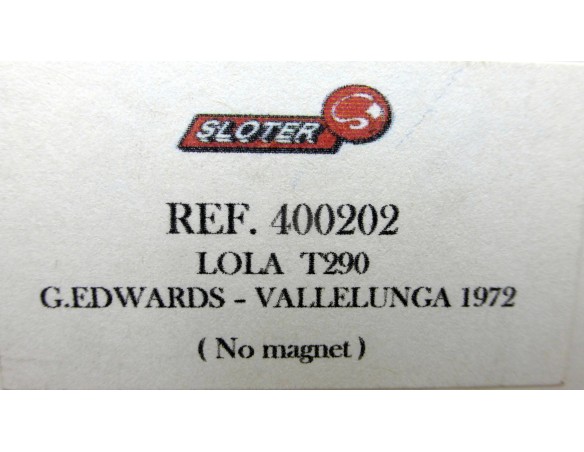 SLOTER
REF. 400202
LOLA T290
G.EDWARDS - VALLELUNGA 1972
( No magnet )